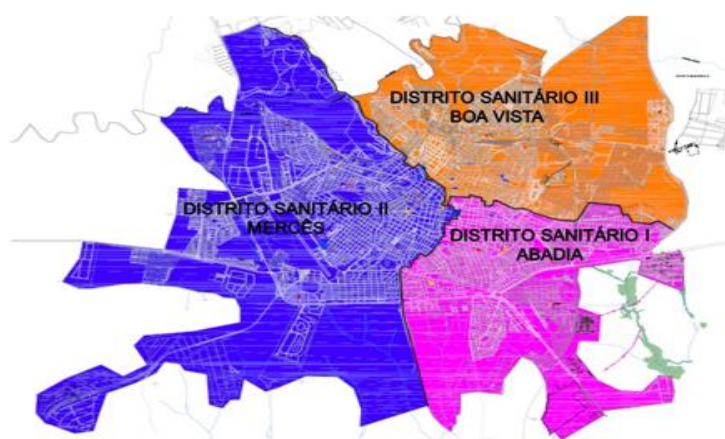 DISTRITO SANITÁRIO III
BOA VISTA
DISTRITO SANITÁRIO II
MERCÊS
DISTRITO SANITÁRIO I
ABADIA